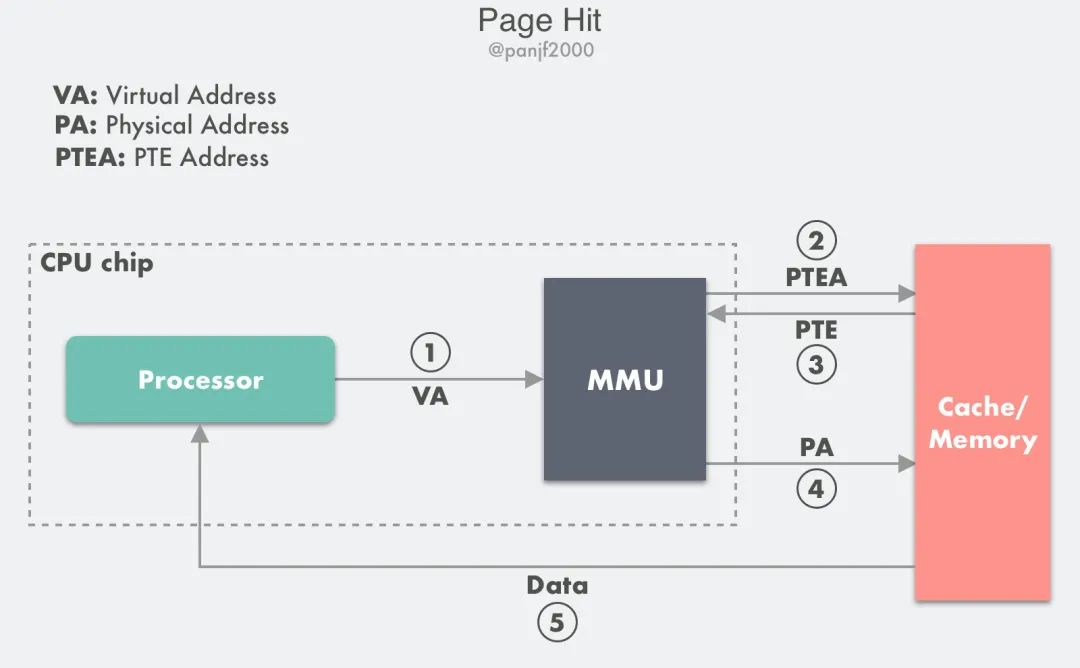 Page Hit
@panjf2000
VA: Virtual Address
PA: Physical Address
PTEA: PTE Address
CPU chip
Processor
1
VA
MMU
2
PTEA
PTE
3
PA
4
Cache/
Memory
Data
5